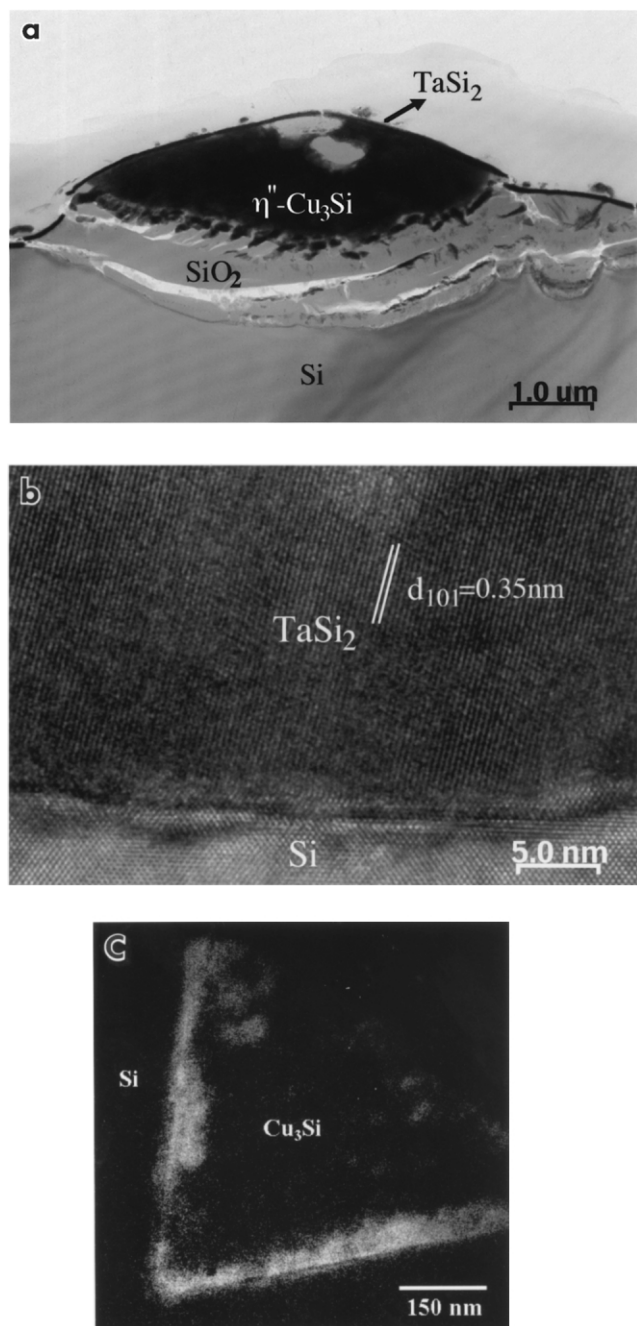 a
TaSi₂
η''-Cu₃Si
SiO₂
Si
1.0 um
b
d₁₀₁=0.35nm
TaSi₂
Si
5.0 nm
C
Si
Cu₃Si
150 nm